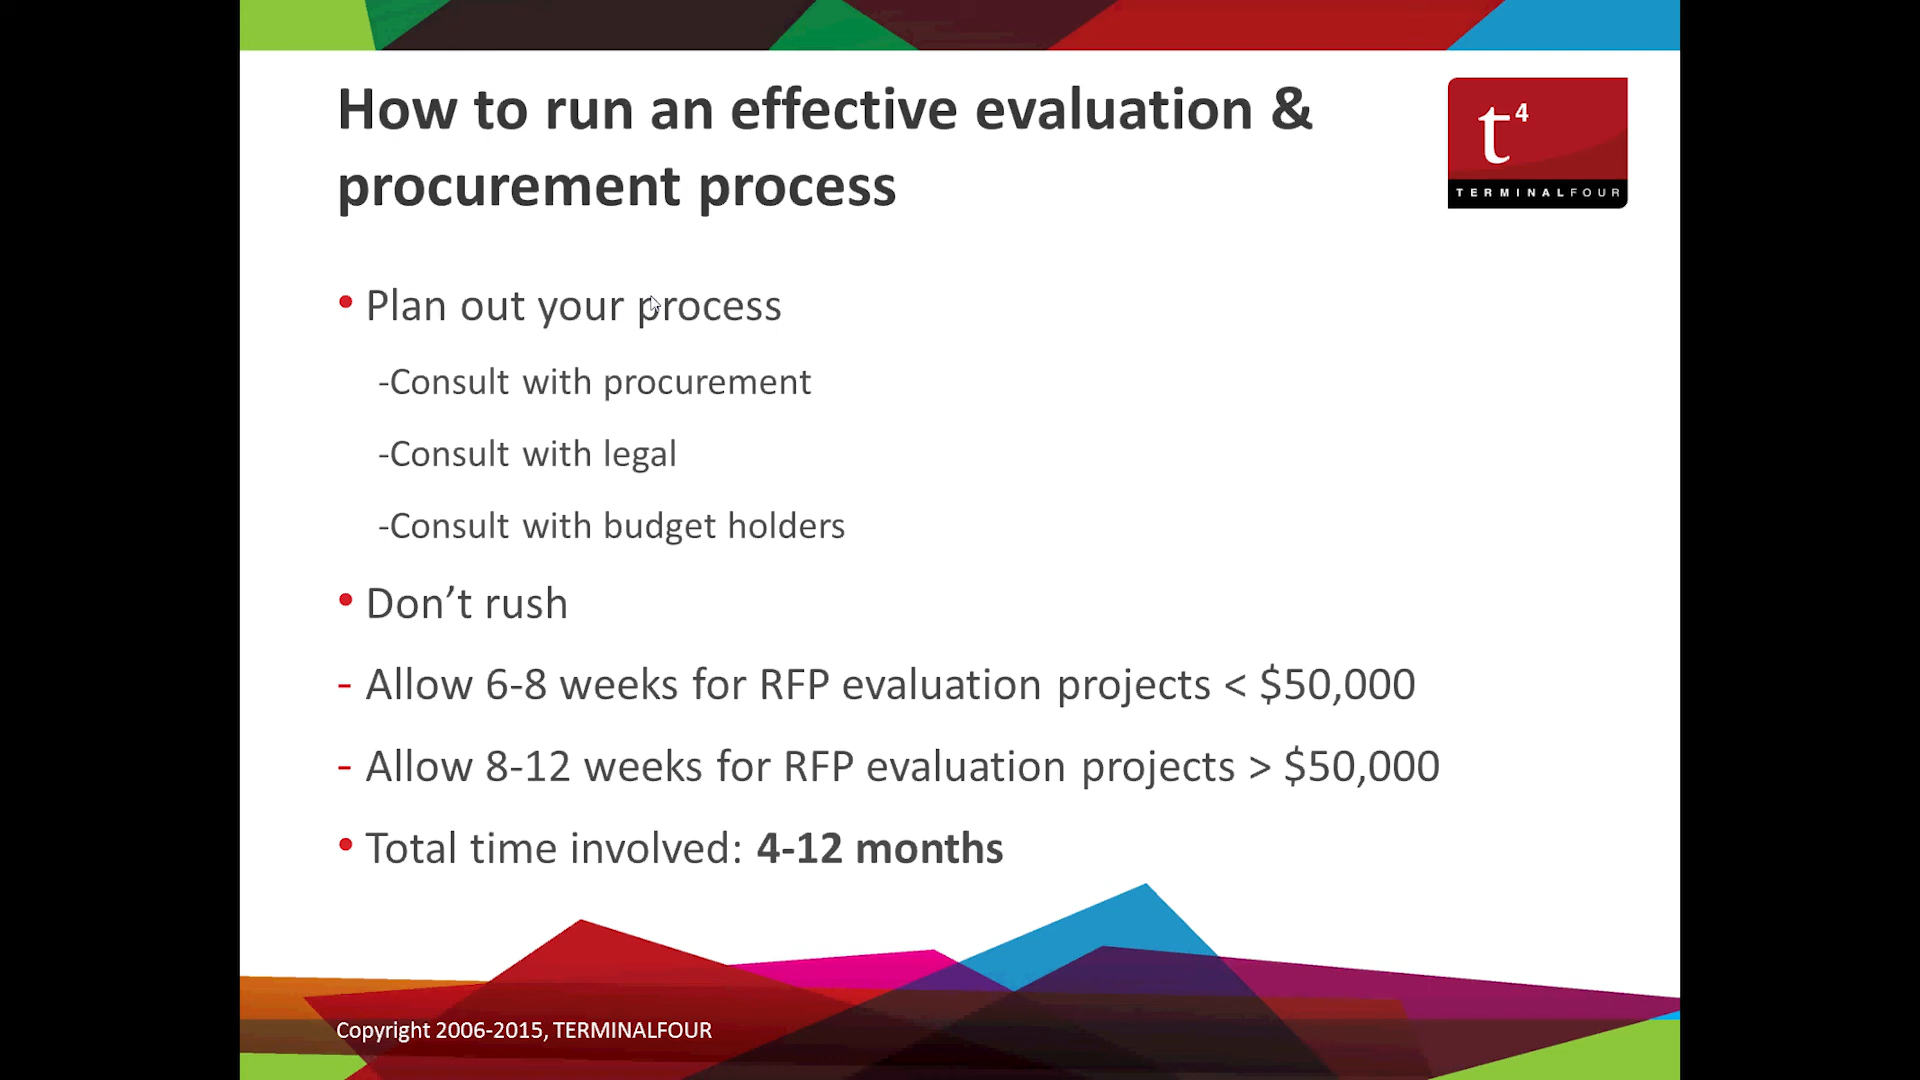 How to run an effective evaluation &
procurement process
t4
TERMINALFOUR
• Plan out your process
-Consult with procurement
-Consult with legal
-Consult with budget holders
• Don’t rush
- Allow 6-8 weeks for RFP evaluation projects < $50,000
- Allow 8-12 weeks for RFP evaluation projects > $50,000
• Total time involved: 4-12 months
Copyright 2006-2015, TERMINALFOUR